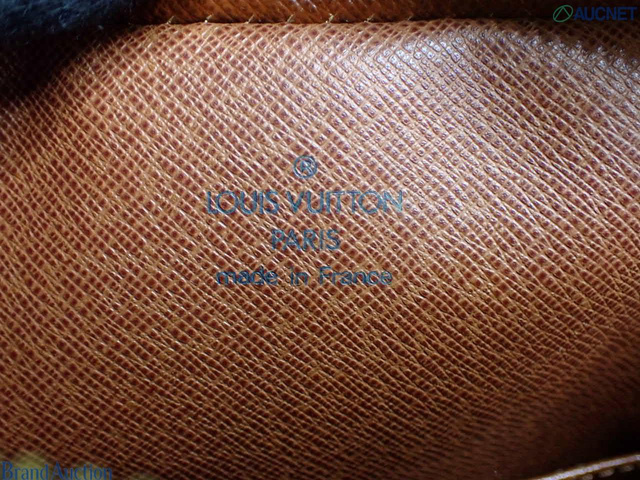 AUCNET
®
LOUIS VUITTON
PARIS
made in France
Brand Auction